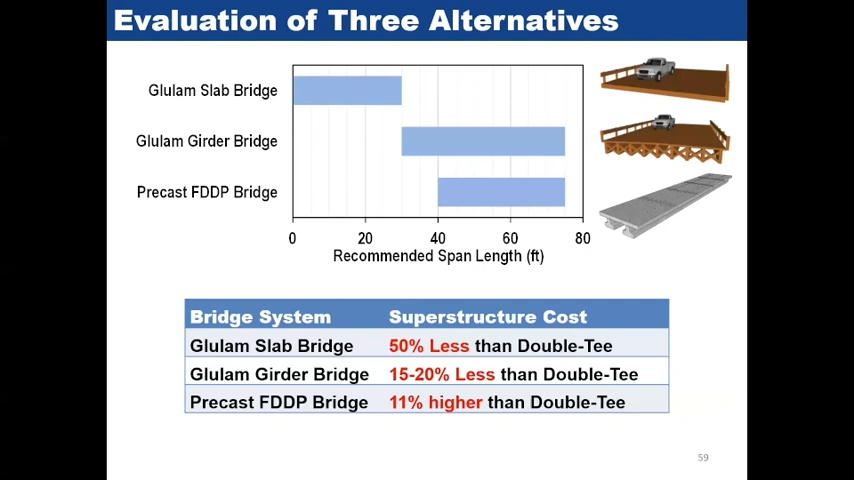 Evaluation of Three Alternatives
Glulam Slab Bridge
Glulam Girder Bridge
Precast FDDP Bridge
0 20 40 60 80
Recommended Span Length (ft)
Bridge System Superstructure Cost
Glulam Slab Bridge 50% Less than Double-Tee
Glulam Girder Bridge 15-20% Less than Double-Tee
Precast FDDP Bridge 11% higher than Double-Tee
59